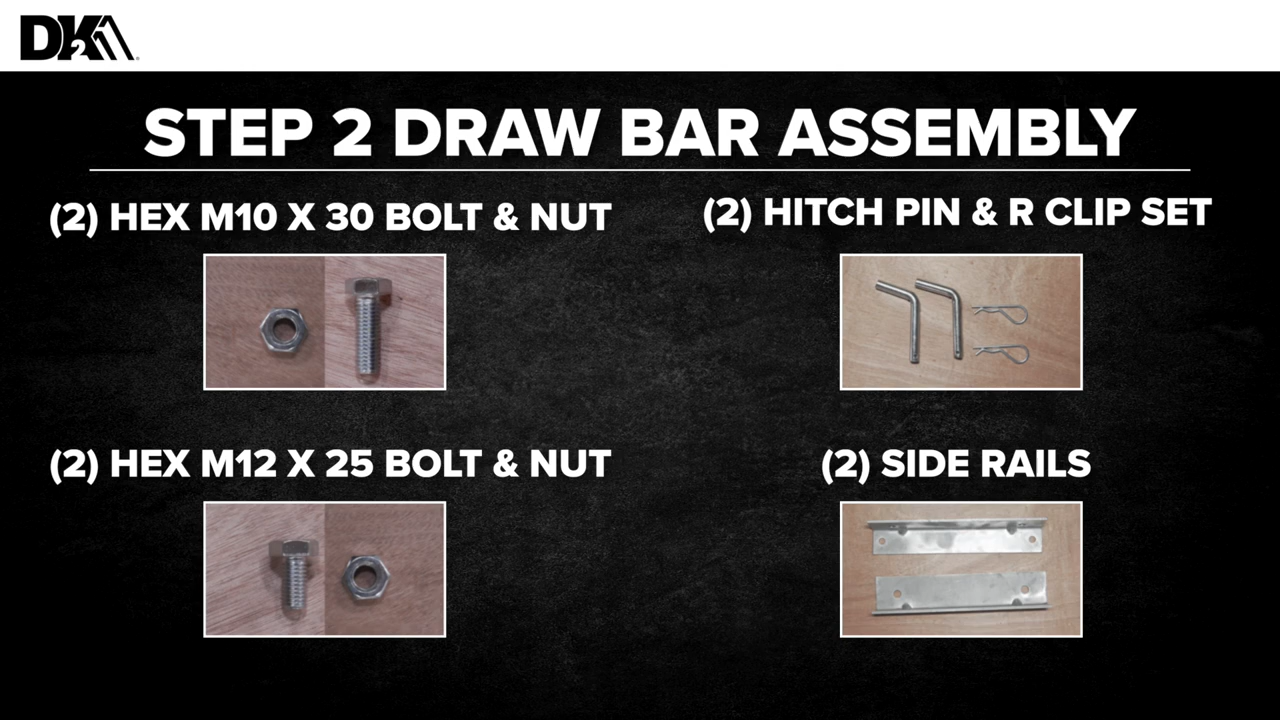 DK2
STEP 2 DRAW BAR ASSEMBLY
(2) HEX M10 X 30 BOLT & NUT
(2) HITCH PIN & R CLIP SET
(2) HEX M12 X 25 BOLT & NUT
(2) SIDE RAILS